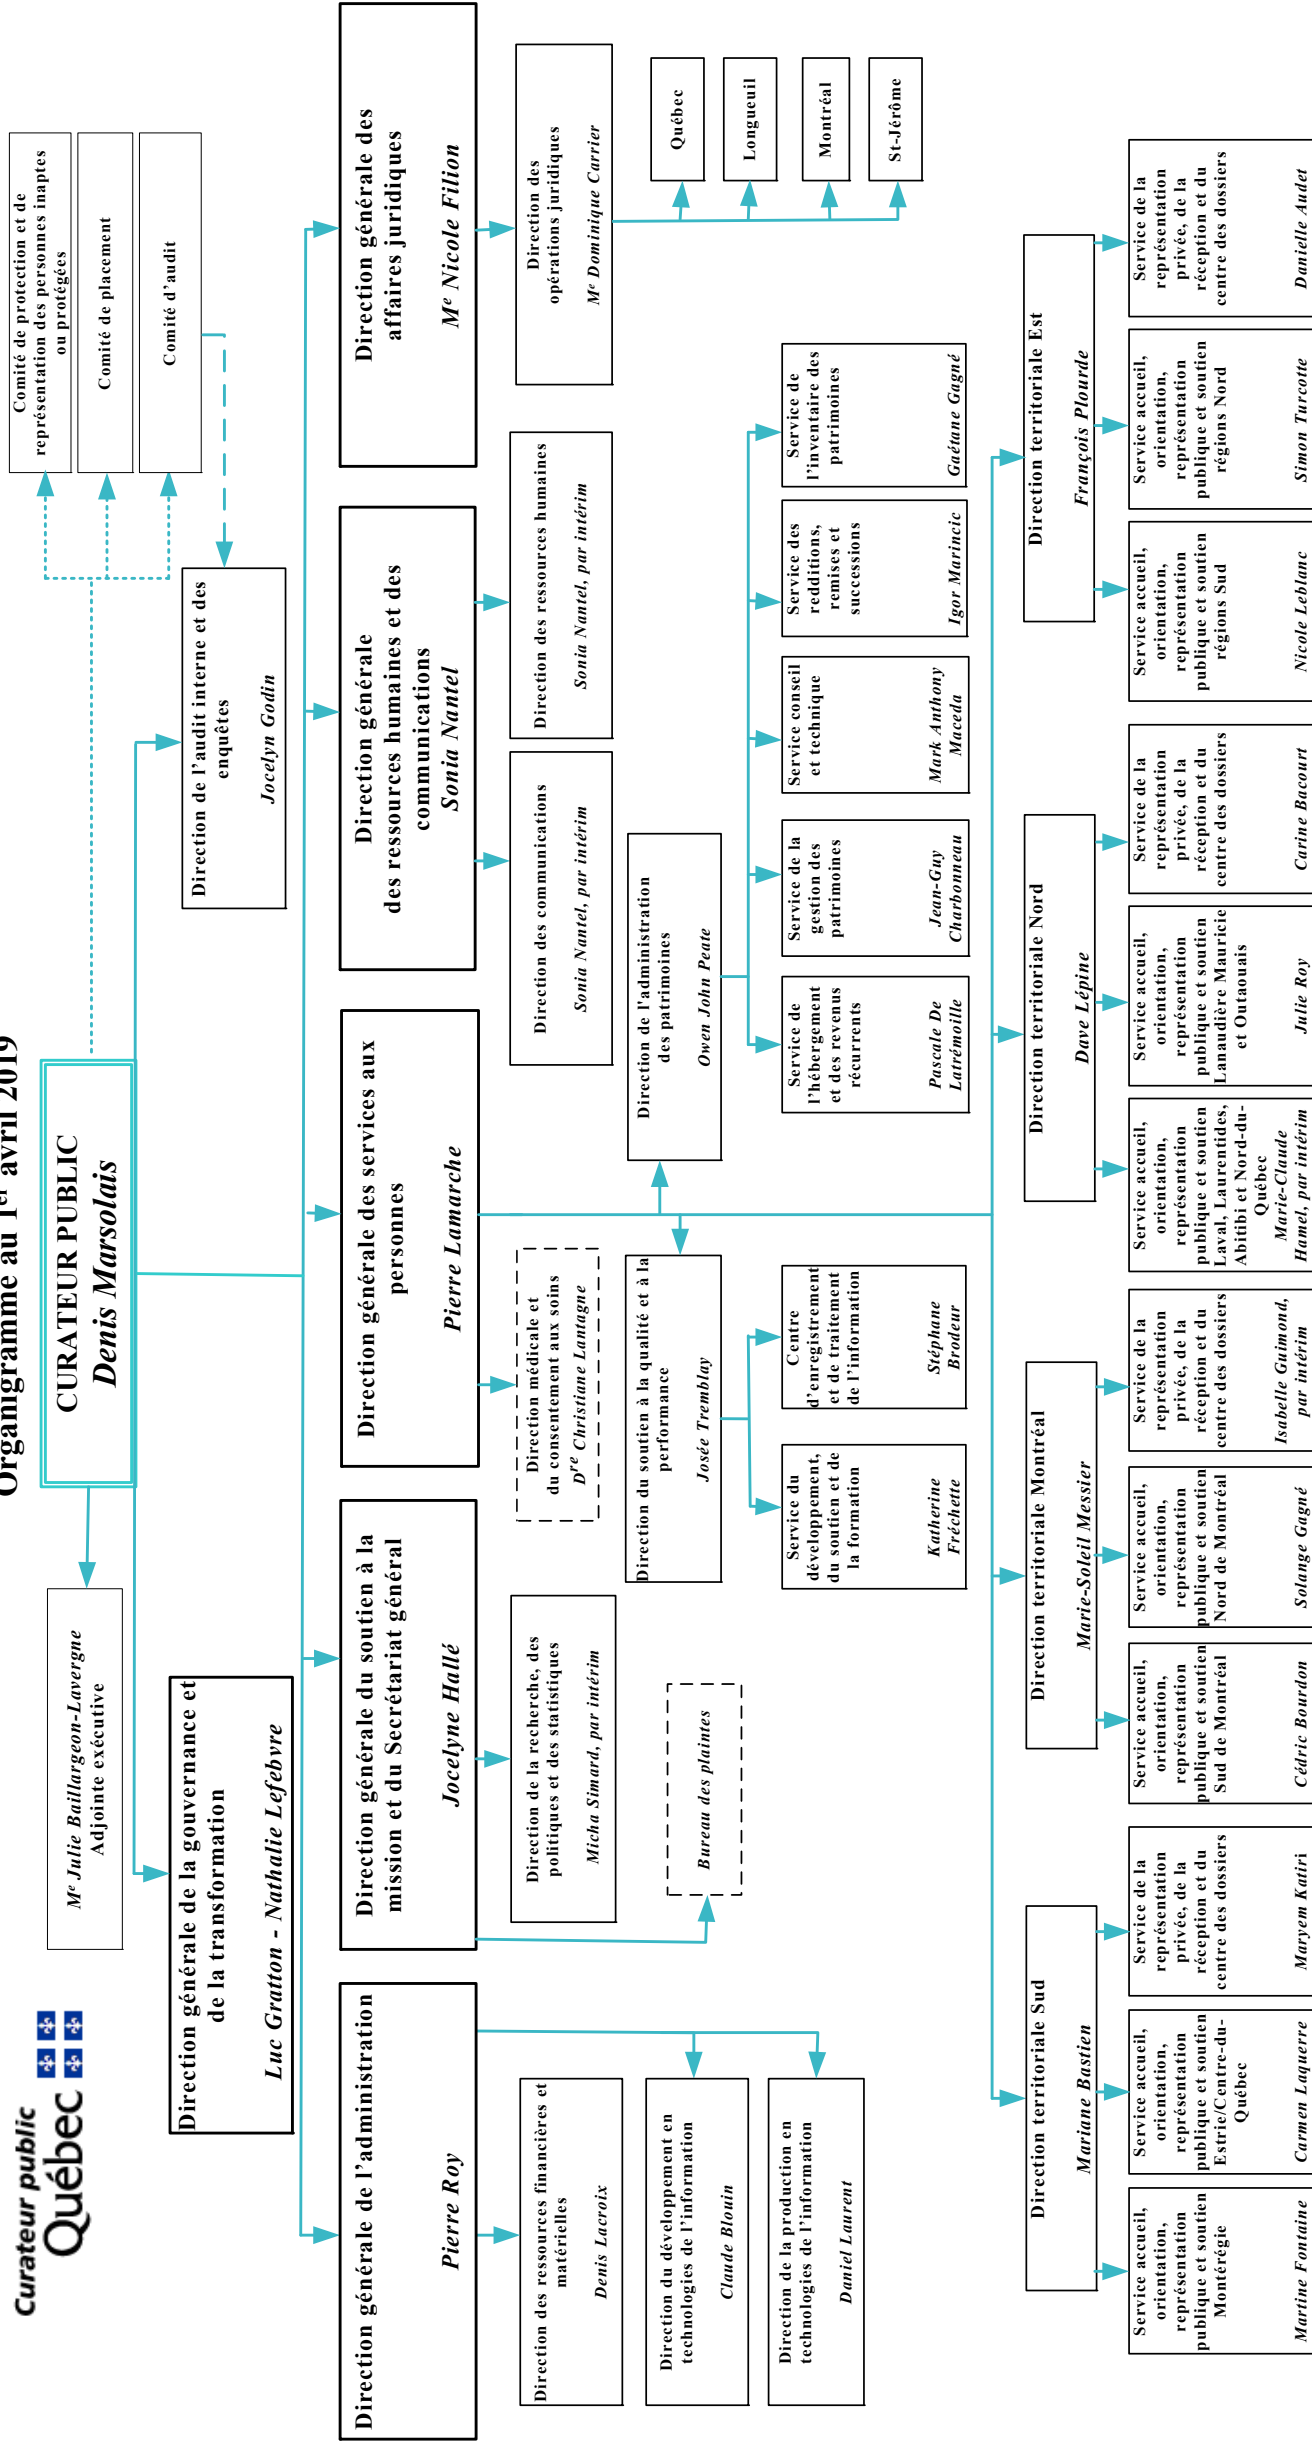 Curateur public
Québec
Organigramme au 1er avril 2019
CURATEUR PUBLIC
Denis Marsolais
Me Julie Baillargeon-Lavergne
Adjointe exécutive
Comité de protection et de
représentation des personnes inaptes
ou protégées
Comité de placement
Comité d'audit
Direction générale de la gouvernance et
de la transformation
Luc Gratton - Nathalie Lefebvre
Direction de l'audit interne et des
enquêtes
Jocelyn Godin
Direction générale de l'administration
Pierre Roy
Direction générale du soutien à la
mission et du Secrétariat général
Jocelyne Hallé
Direction générale des services aux
personnes
Pierre Lamarche
Direction générale
des ressources humaines et des
communications
Sonia Nantel
Direction générale des
affaires juridiques
Me Nicole Filion
Direction des ressources financières et
matérielles
Denis Lacroix
Direction du développement en
technologies de l'information
Claude Blouin
Direction de la production en
technologies de l'information
Daniel Laurent
Direction de la recherche, des
politiques et des statistiques
Micha Simard, par intérim
Bureau des plaintes
Direction médicale et
du consentement aux soins
Dre Christiane Lantagne
Direction des communications
Sonia Nantel, par intérim
Direction des ressources humaines
Sonia Nantel, par intérim
Direction des
opérations juridiques
Me Dominique Carrier
Québec
Longueuil
Montréal
St-Jérôme
Direction du soutien à la qualité et à la
performance
Josée Tremblay
Direction de l'administration
des patrimoines
Owen John Peate
Service du
développement,
du soutien et de
la formation
Katherine
Fréchette
Centre
d'enregistrement
et de traitement
de l'information
Stéphane
Brodeur
Service de
l'hébergement
et des revenus
récurrents
Pascale De
Latrémoille
Service de la
gestion des
patrimoines
Jean-Guy
Charbonneau
Service conseil
et technique
Mark Anthony
Maceda
Service des
redditions,
remises et
successions
Igor Marincic
Service de
l'inventaire des
patrimoines
Gaétane Gagné
Direction territoriale Sud
Mariane Bastien
Direction territoriale Montréal
Marie-Soleil Messier
Direction territoriale Nord
Dave Lépine
Direction territoriale Est
François Plourde
Service accueil,
orientation,
représentation
publique et soutien
Montérégie
Martine Fontaine
Service accueil,
orientation,
représentation
publique et soutien
Estrie/Centre-du-
Québec
Carmen Laquerre
Service de la
représentation
privée, de la
réception et du
centre des dossiers
Maryem Katiri
Service accueil,
orientation,
représentation
publique et soutien
Sud de Montréal
Cédric Bourdon
Service accueil,
orientation,
représentation
publique et soutien
Nord de Montréal
Solange Gagné
Service de la
représentation
privée, de la
réception et du
centre des dossiers
Isabelle Guimond,
par intérim
Service accueil,
orientation,
représentation
publique et soutien
Laval, Laurentides,
Abitibi et Nord-du-
Québec
Marie-Claude
Hamel, par intérim
Service accueil,
orientation,
représentation
publique et soutien
Lanaudière Mauricie
et Outaouais
Julie Roy
Service de la
représentation
privée, de la
réception et du
centre des dossiers
Carine Bacourt
Service accueil,
orientation,
représentation
publique et soutien
régions Sud
Nicole Leblanc
Service accueil,
orientation,
représentation
publique et soutien
régions Nord
Simon Turcotte
Service de la
représentation
privée, de la
réception et du
centre des dossiers
Danielle Audet